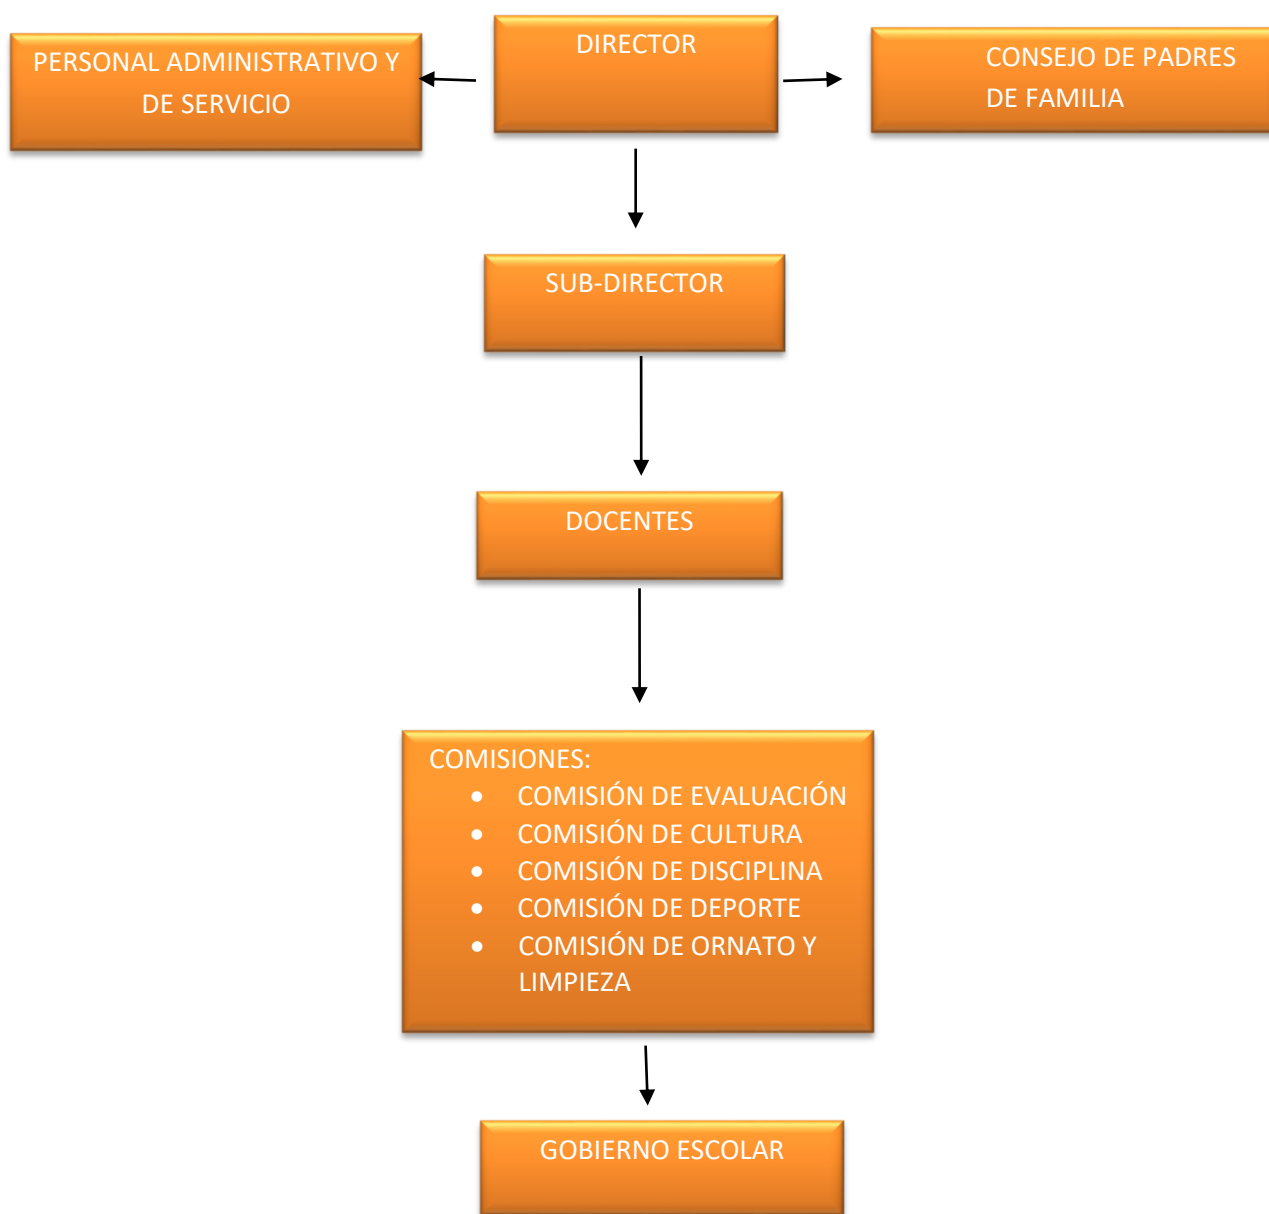 PERSONAL ADMINISTRATIVO Y
DE SERVICIO
DIRECTOR
CONSEJO DE PADRES
DE FAMILIA
SUB-DIRECTOR
DOCENTES
COMISIONES:
• COMISIÓN DE EVALUACIÓN
• COMISIÓN DE CULTURA
• COMISIÓN DE DISCIPLINA
• COMISIÓN DE DEPORTE
• COMISIÓN DE ORNATO Y
LIMPIEZA
GOBIERNO ESCOLAR